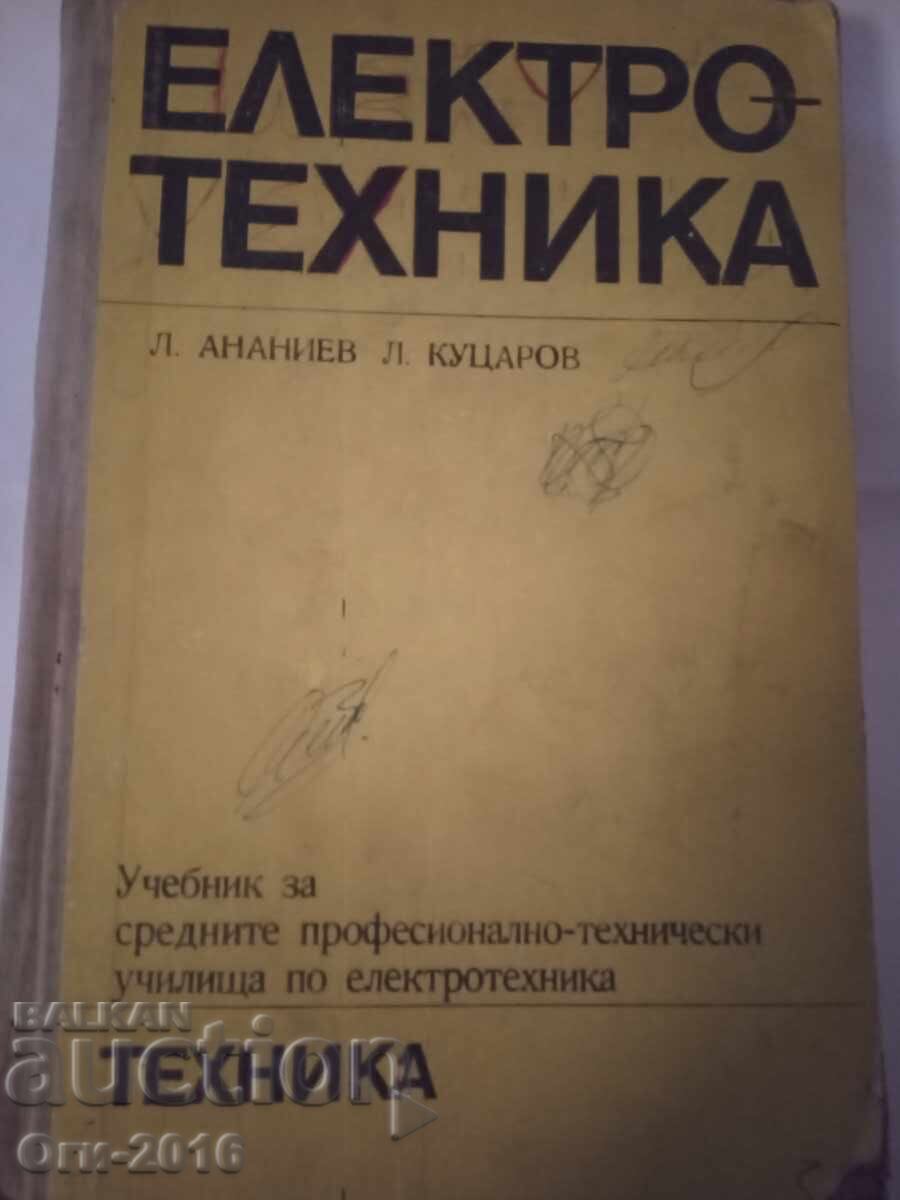 ЕЛЕКТРО-
ТЕХНИКА
Л. АНАНИЕВ Л. КУЦАРОВ
Учебник за
средните професионално-технически
училища по електротехника
BALKAN
auction
ТЕХНИКА
Оги-2016